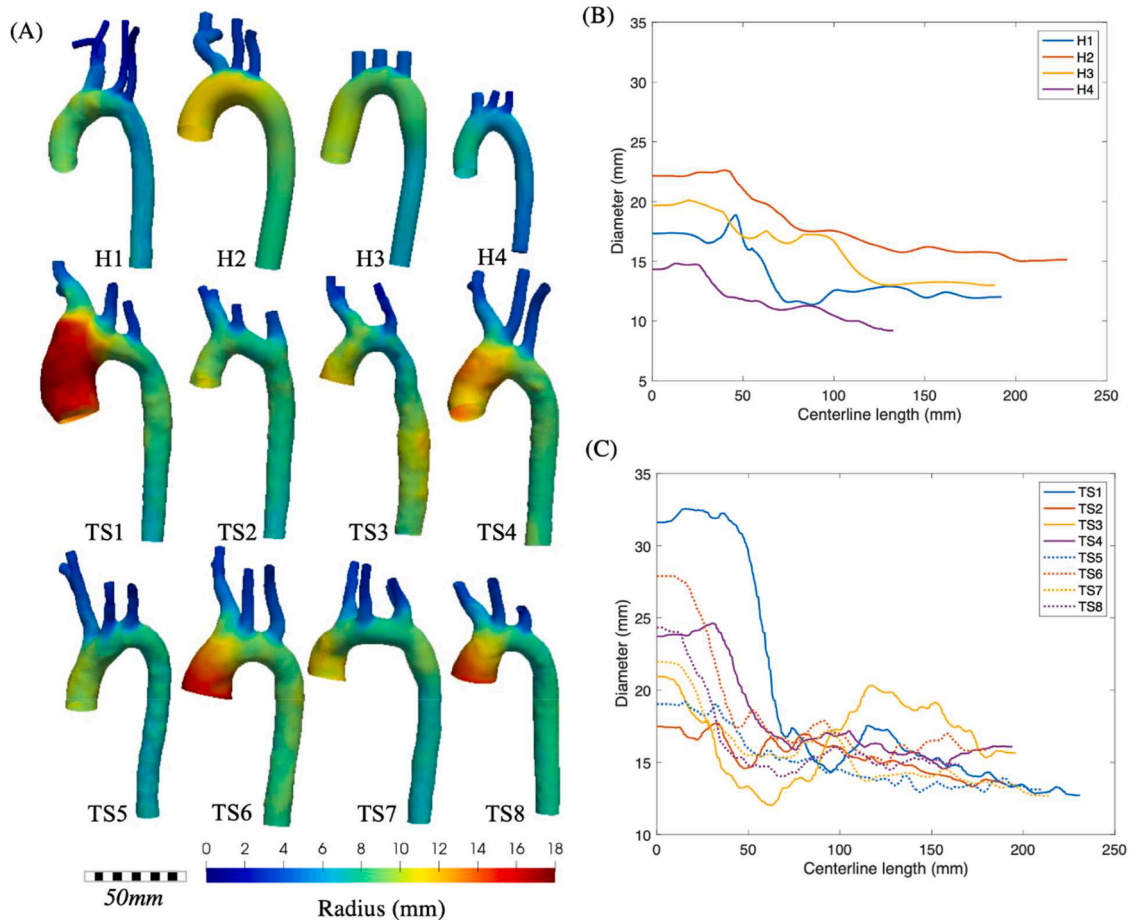 (A)
H1 H2 H3 H4
TS1 TS2 TS3 TS4
TS5 TS6 TS7 TS8
50mm
0 2 4 6 8 10 12 14 16 18
Radius (mm)
(B)
35
30
25
20
15
10
5
Diameter (mm)
0 50 100 150 200 250
Centerline length (mm)
H1
H2
H3
H4
(C)
35
30
25
20
15
10
Diameter (mm)
0 50 100 150 200 250
Centerline length (mm)
TS1
TS2
TS3
TS4
TS5
TS6
TS7
TS8